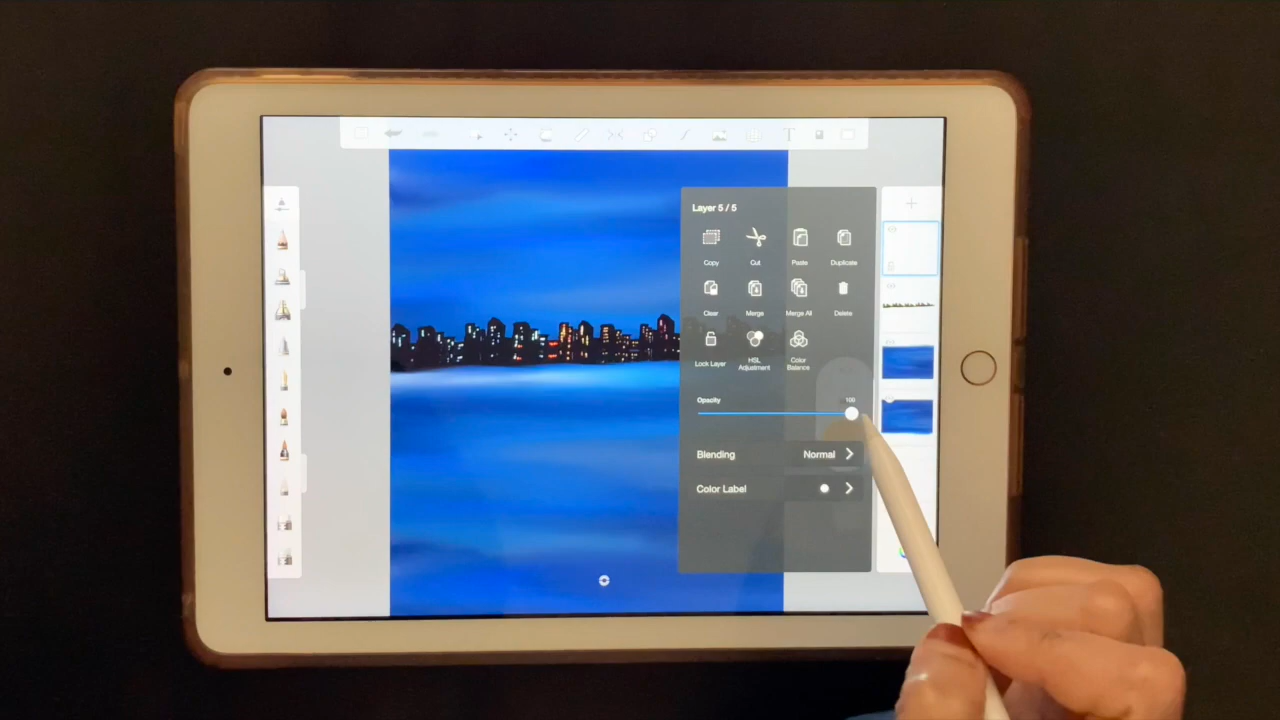 T
Layer 5 / 5
Copy Cut Paste Duplicate
Clear Merge Merge All Delete
Lock Layer HSL Adjustment Color Balance
Opacity 100
Blending Normal
Color Label